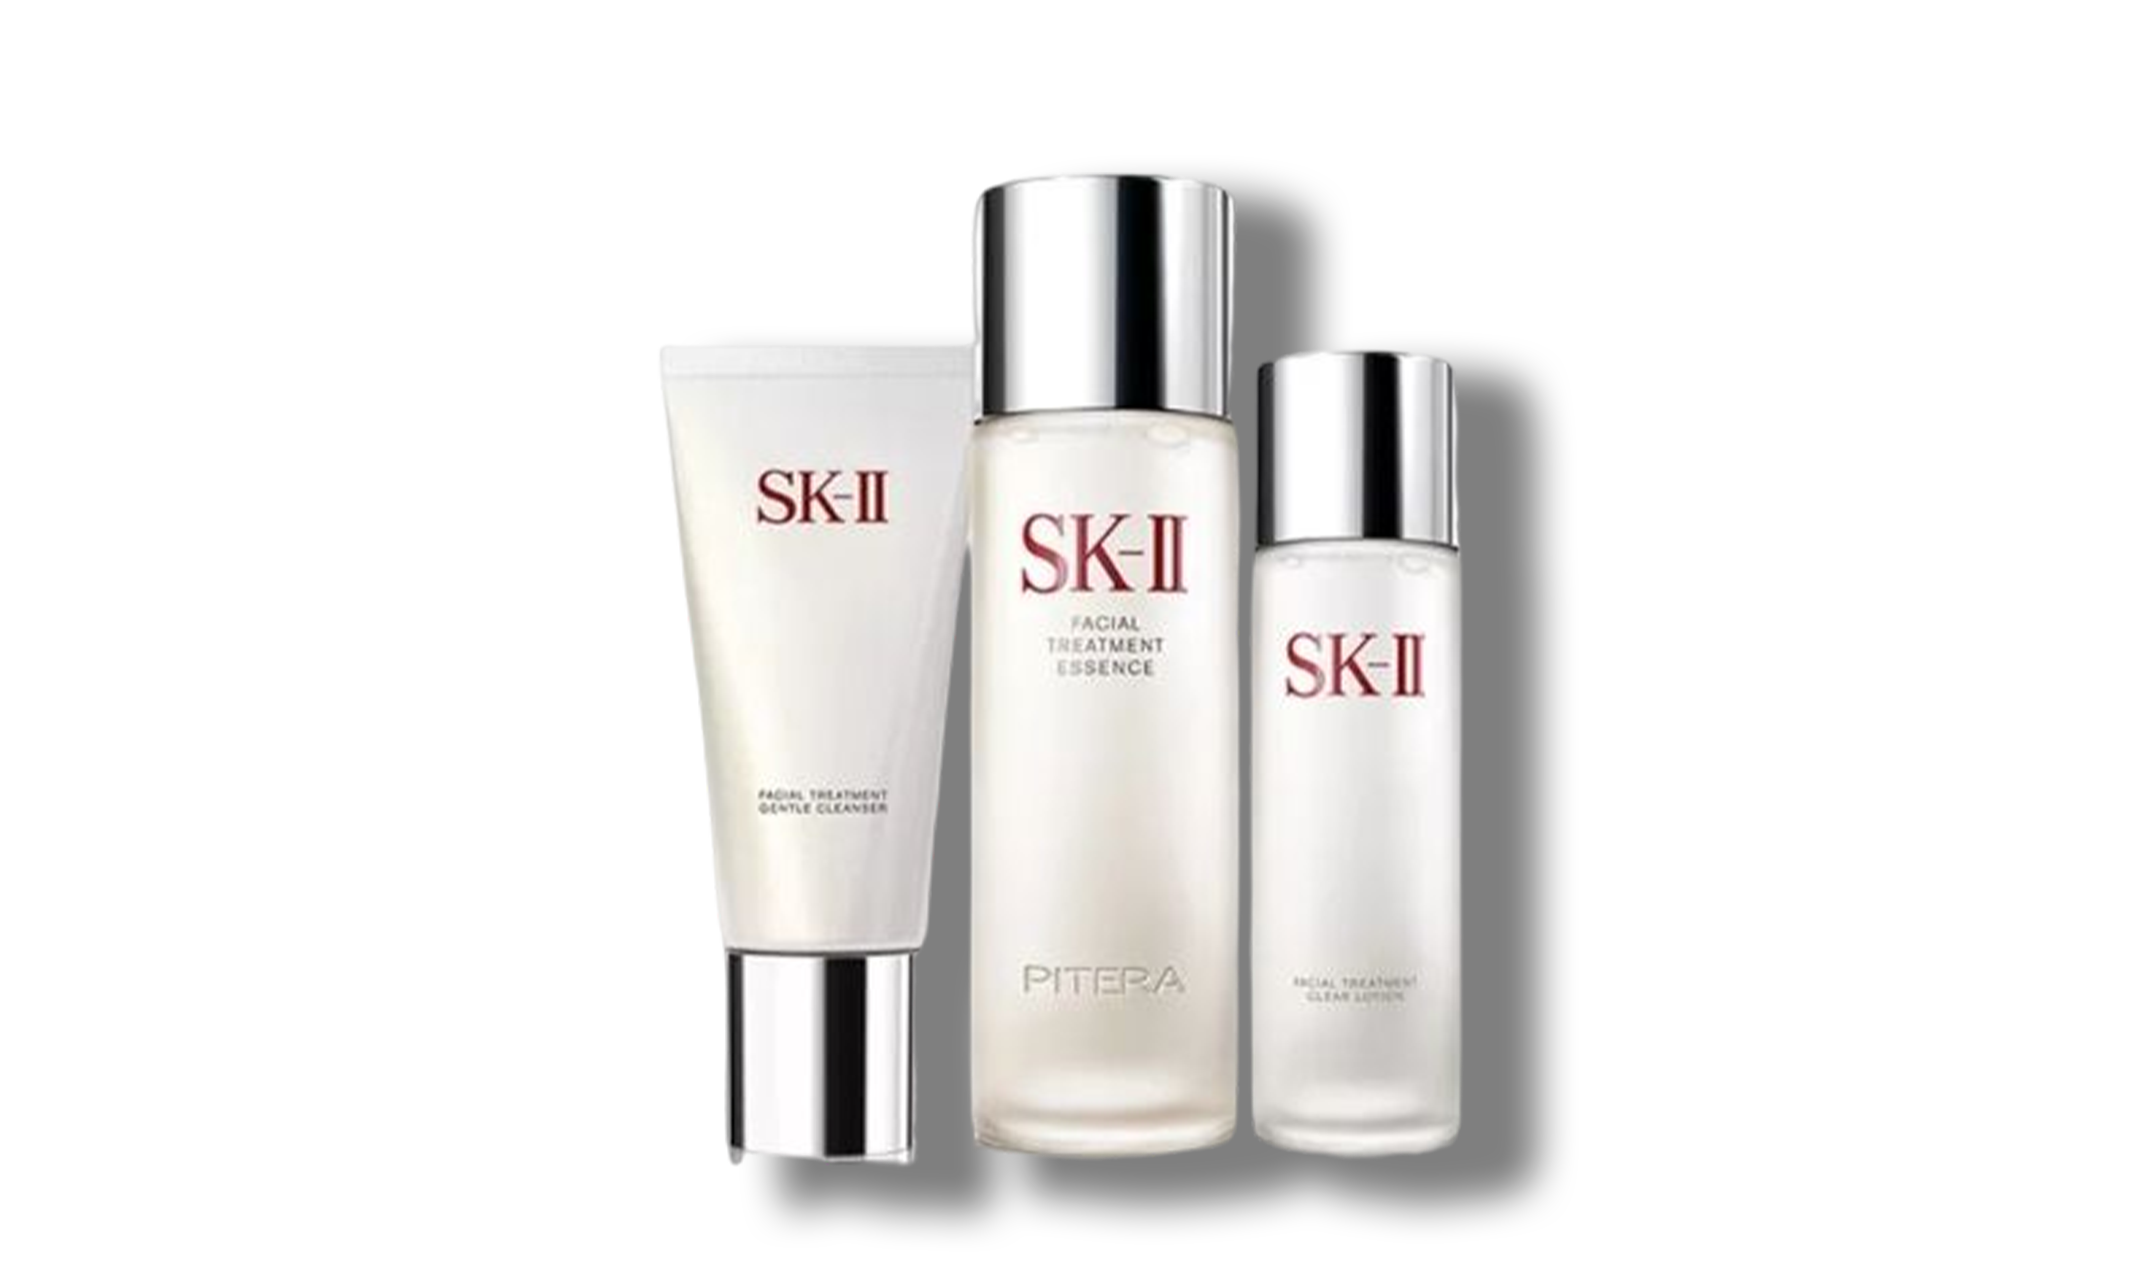 SK-II
FACIAL TREATMENT
GENTLE CLEANSER
SK-II
FACIAL
TREATMENT
ESSENCE
PITERA
SK-II
FACIAL TREATMENT
CLEAR LOTION